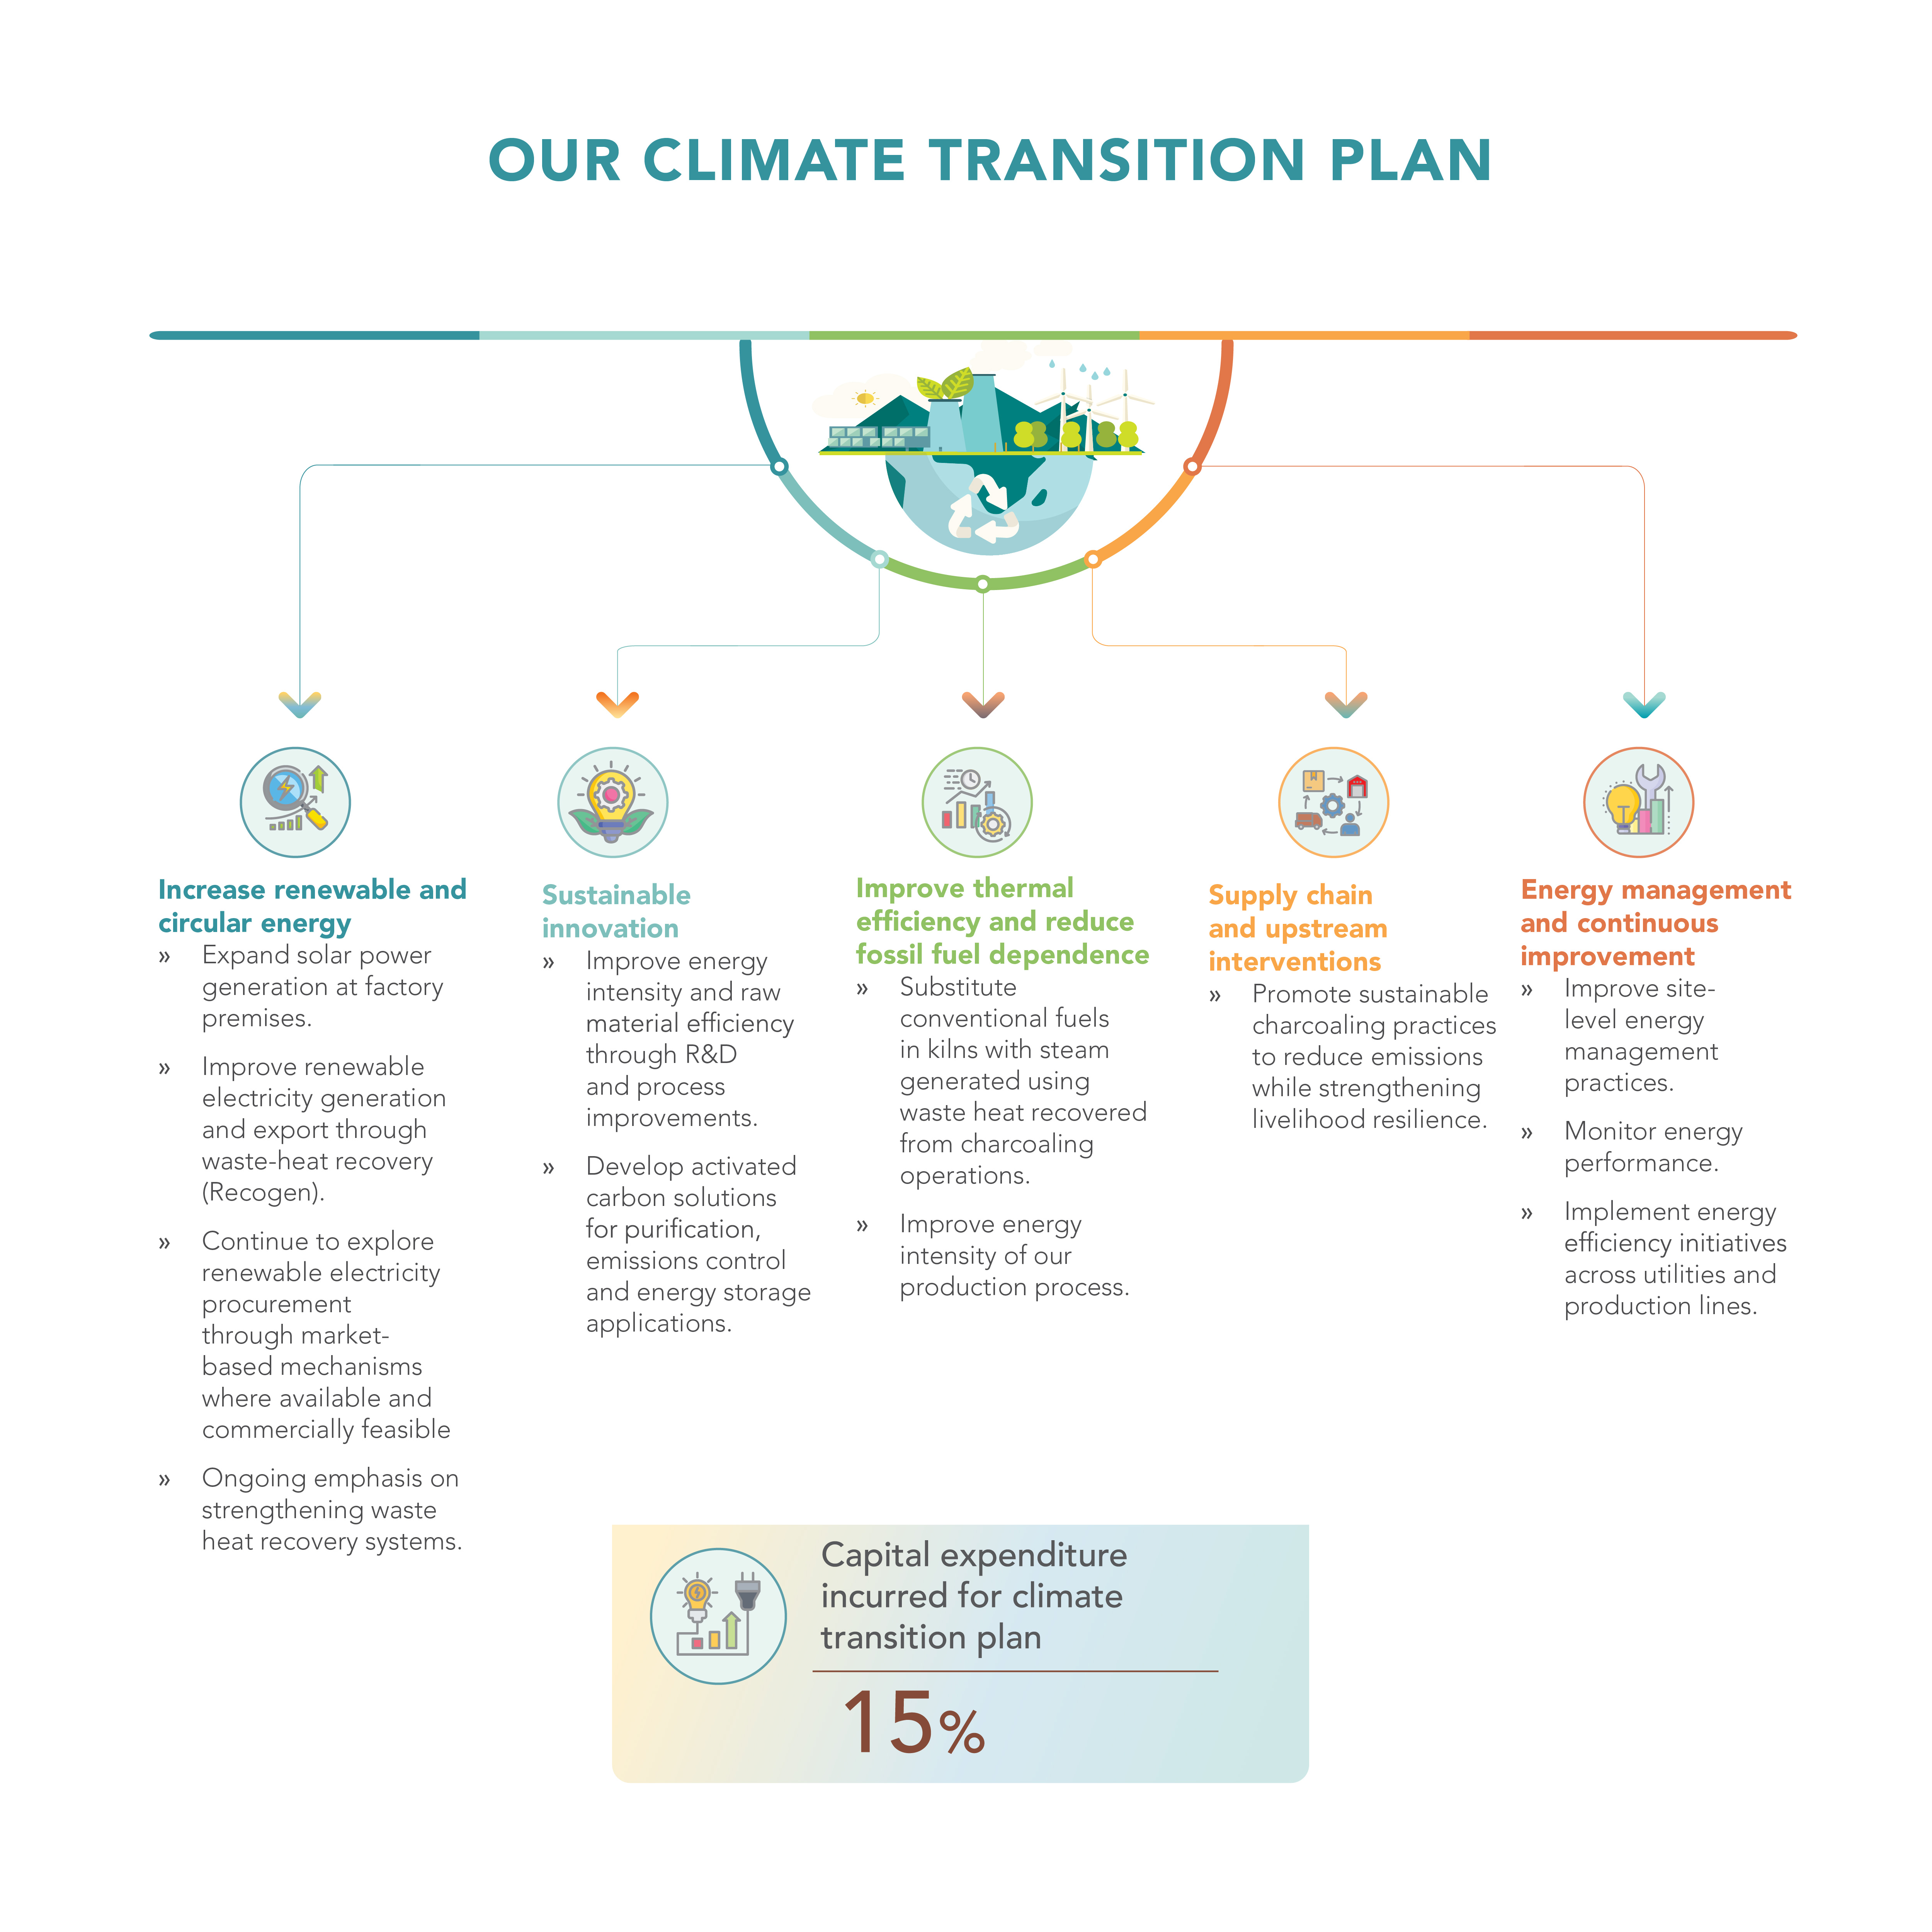 OUR CLIMATE TRANSITION PLAN
Increase renewable and
circular energy
» Expand solar power
generation at factory
premises.
» Improve renewable
electricity generation
and export through
waste-heat recovery
(Recogen).
» Continue to explore
renewable electricity
procurement
through market-
based mechanisms
where available and
commercially feasible
» Ongoing emphasis on
strengthening waste
heat recovery systems.
Sustainable
innovation
» Improve energy
intensity and raw
material efficiency
through R&D
and process
improvements.
» Develop activated
carbon solutions
for purification,
emissions control
and energy storage
applications.
Improve thermal
efficiency and reduce
fossil fuel dependence
» Substitute
conventional fuels
in kilns with steam
generated using
waste heat recovered
from charcoaling
operations.
» Improve energy
intensity of our
production process.
Supply chain
and upstream
interventions
» Promote sustainable
charcoaling practices
to reduce emissions
while strengthening
livelihood resilience.
Energy management
and continuous
improvement
» Improve site-
level energy
management
practices.
» Monitor energy
performance.
» Implement energy
efficiency initiatives
across utilities and
production lines.
Capital expenditure
incurred for climate
transition plan
15%